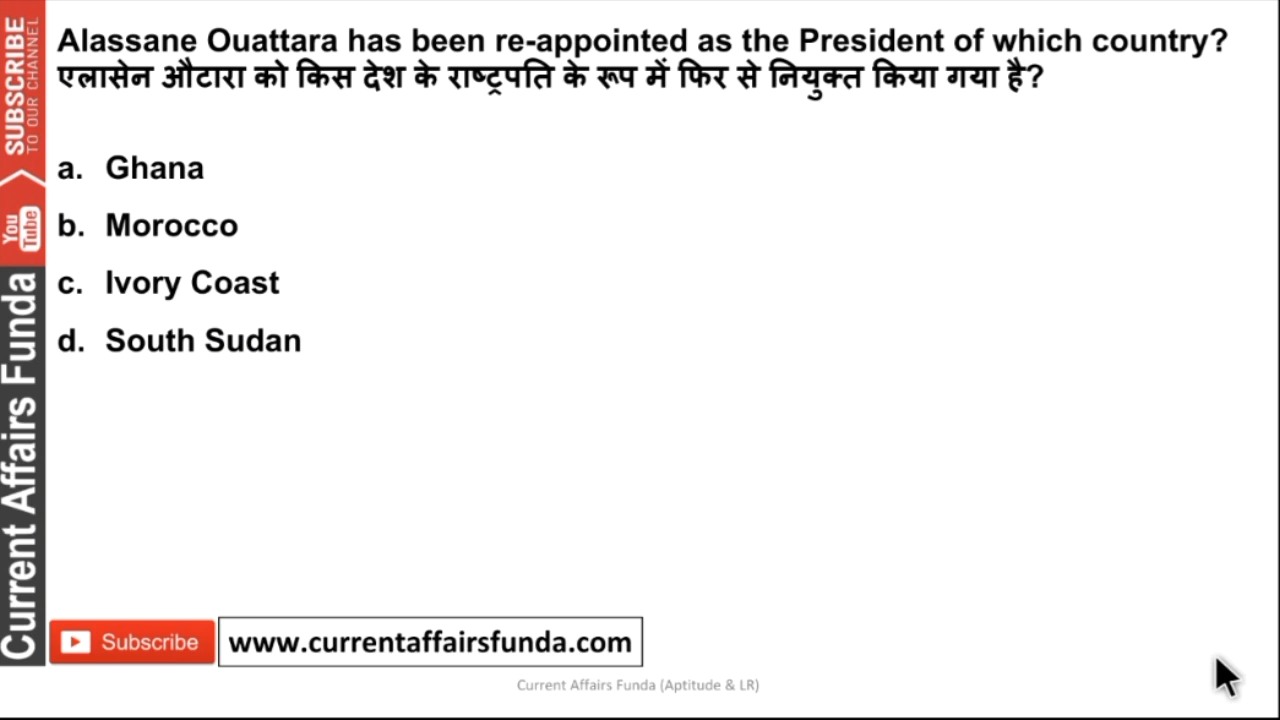 Alassane Ouattara has been re-appointed as the President of which country?
एलासेन औटारा को किस देश के राष्ट्रपति के रूप में फिर से नियुक्त किया गया है?
a. Ghana
b. Morocco
c. Ivory Coast
d. South Sudan
SUBSCRIBE
TO OUR CHANNEL
You
Tube
Current Affairs Funda
Subscribe
www.currentaffairsfunda.com
Current Affairs Funda (Aptitude & LR)